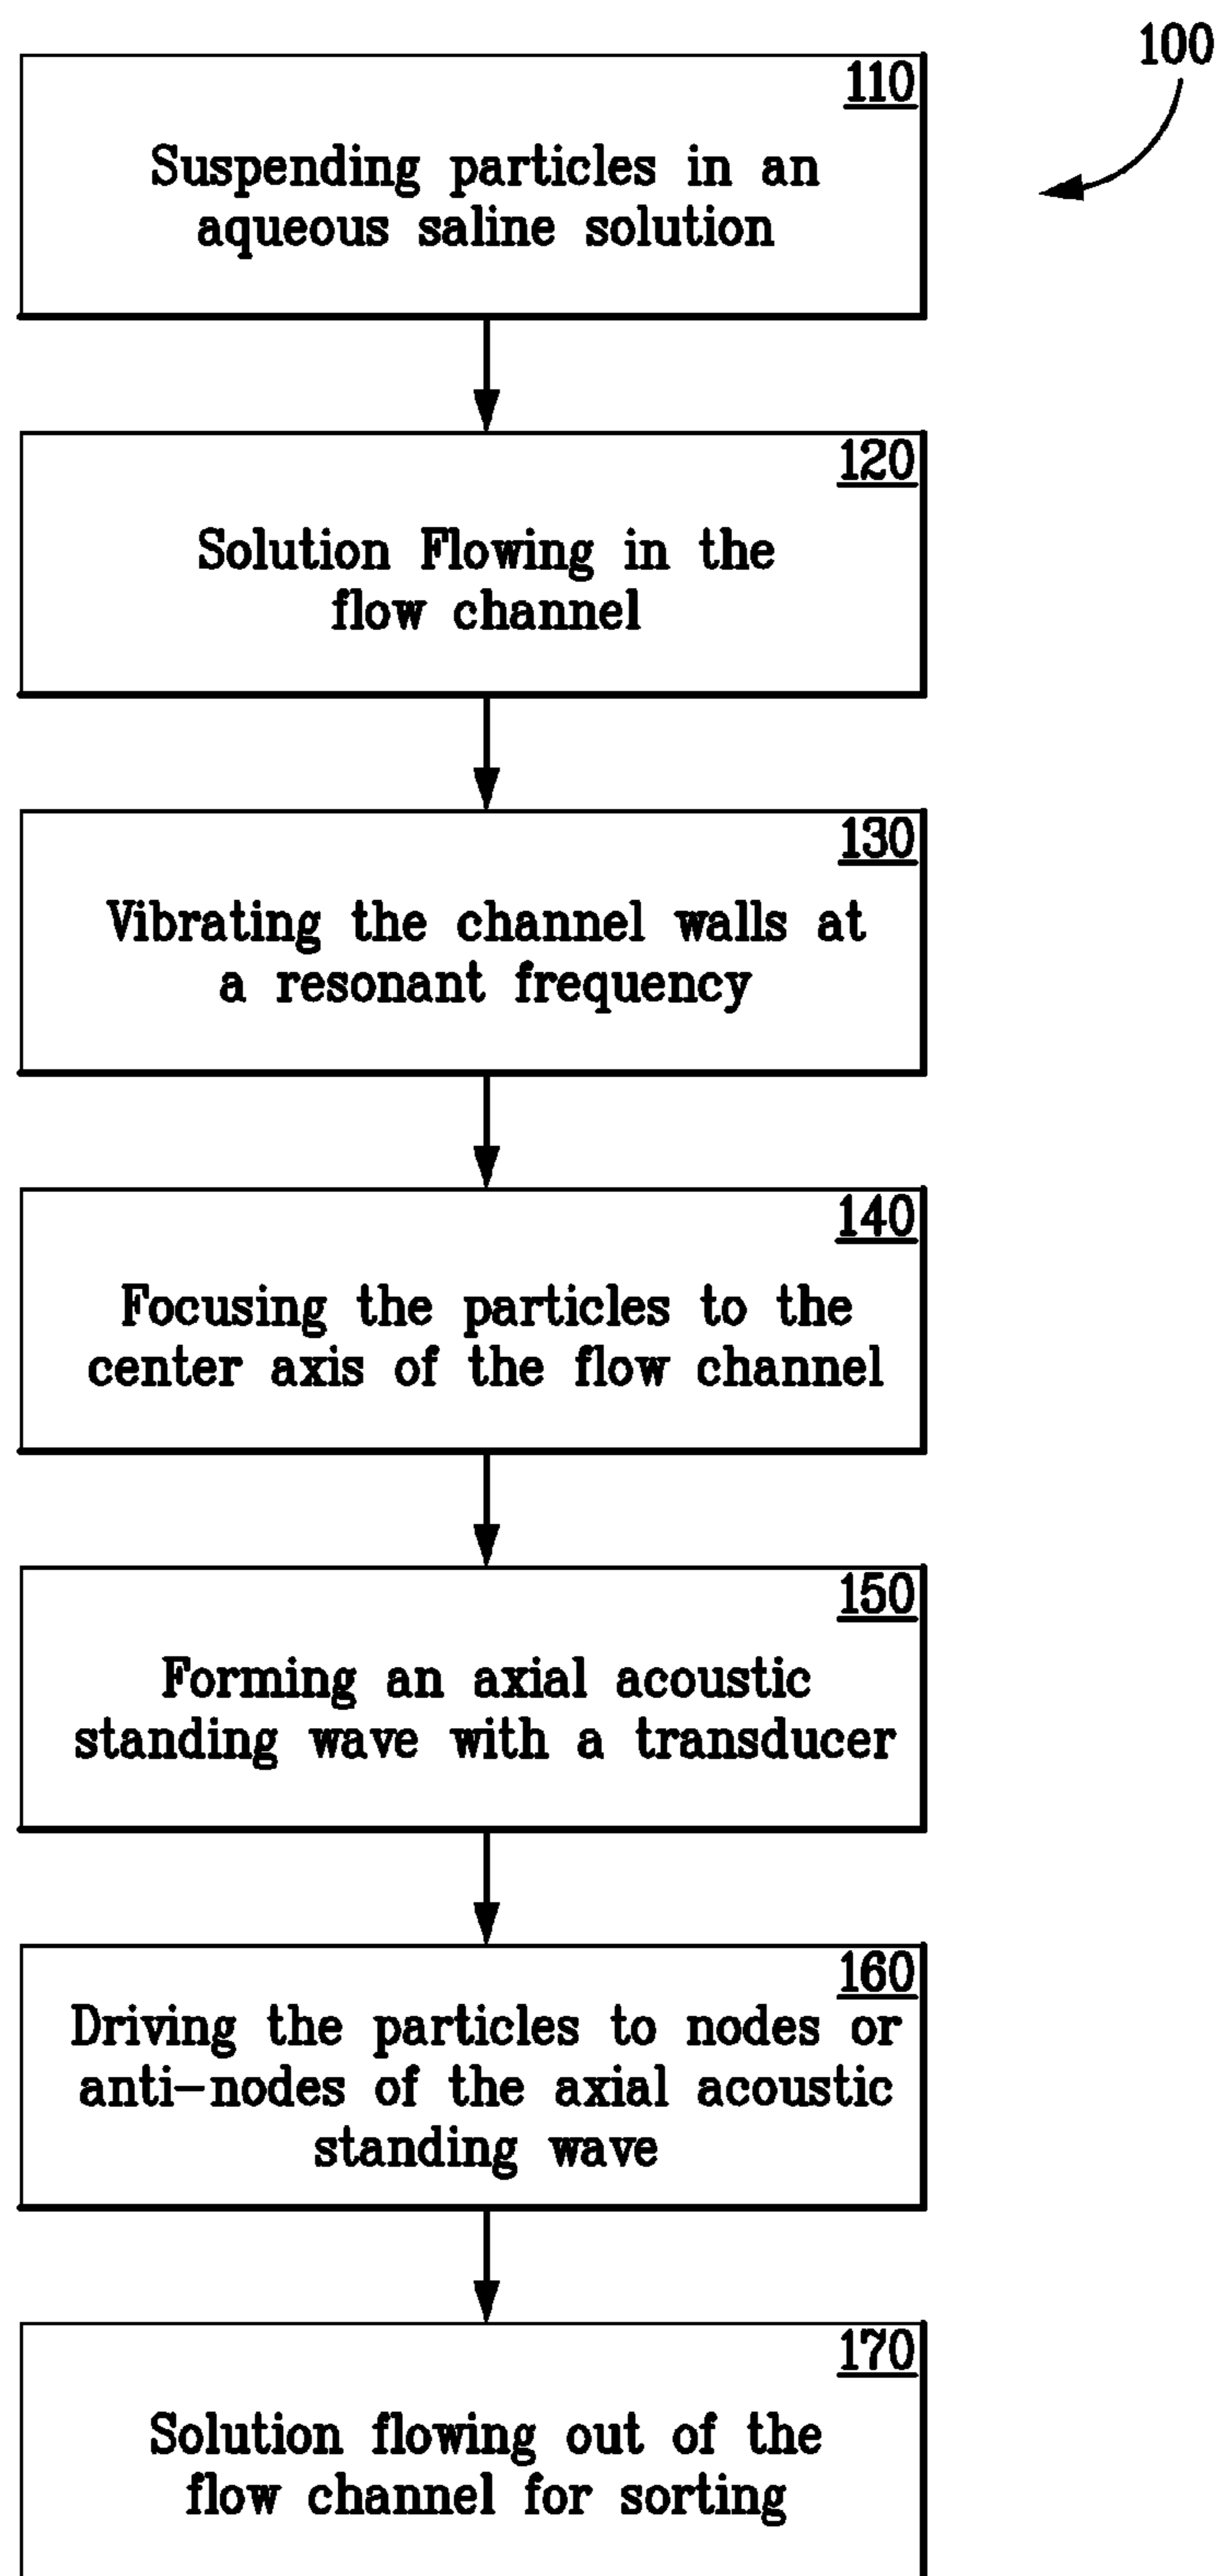 100
110
Suspending particles in an
aqueous saline solution
120
Solution Flowing in the
flow channel
130
Vibrating the channel walls at
a resonant frequency
140
Focusing the particles to the
center axis of the flow channel
150
Forming an axial acoustic
standing wave with a transducer
160
Driving the particles to nodes or
anti-nodes of the axial acoustic
standing wave
170
Solution flowing out of the
flow channel for sorting